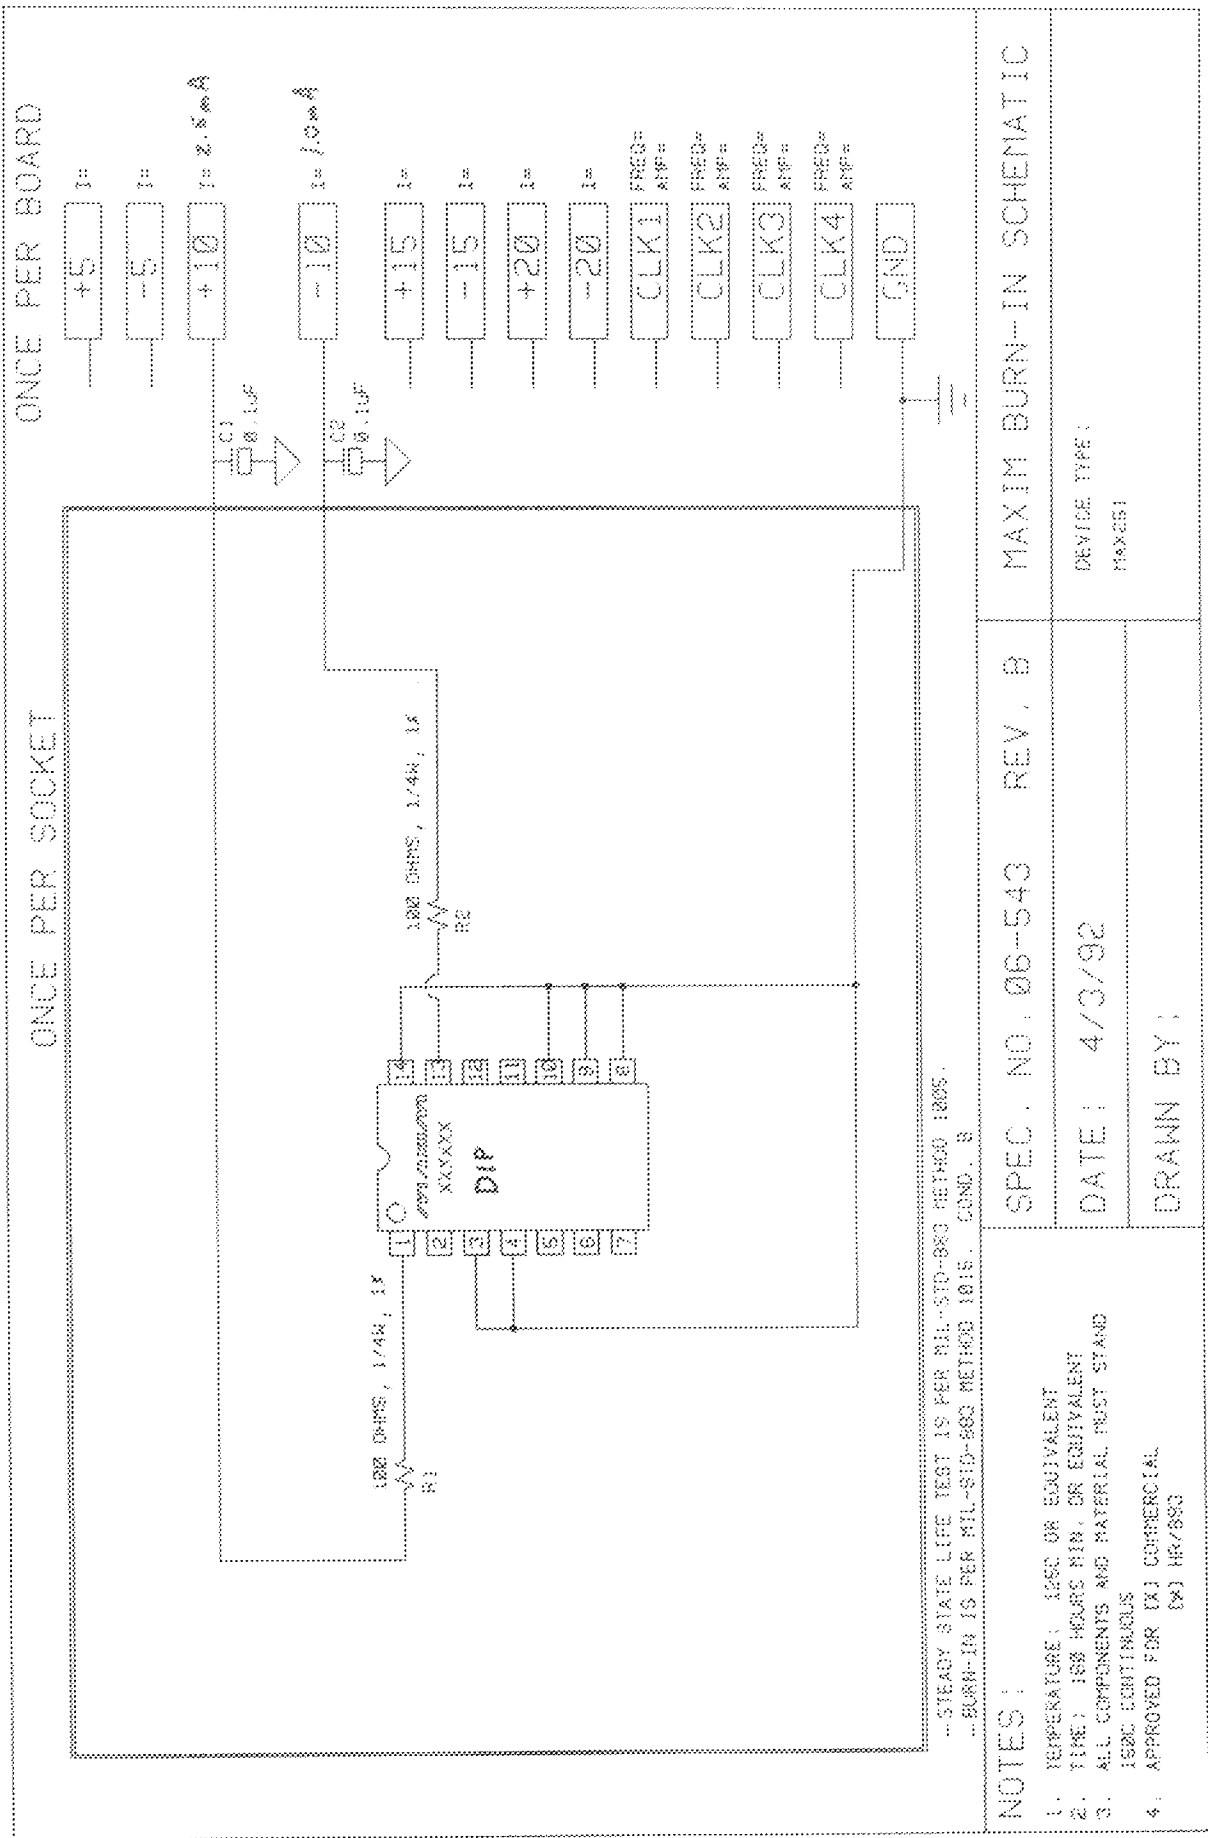 ONCE PER SOCKET
ONCE PER BOARD
+5 I=
-5 I=
+10 I= 2.5mA
-10 I= 1.0mA
+15 I=
-15 I=
+20 I=
-20 I=
CLK1 FREQ= AMP=
CLK2 FREQ= AMP=
CLK3 FREQ= AMP=
CLK4 FREQ= AMP=
GND
C1
0.1uF
C2
0.1uF
100 OHMS, 1/4W, 1%
R1
100 OHMS, 1/4W, 1%
R2
1 14
2 13
3 12
4 11
5 10
6 9
7 8
MAXIM
XXYXXX
DIP
--STEADY STATE LIFE TEST IS PER MIL-STD-883 METHOD 1005.
--BURN-IN IS PER MIL-STD-883 METHOD 1015. COND. B
NOTES:
1. TEMPERATURE: 125C OR EQUIVALENT
2. TIME: 160 HOURS MIN. OR EQUIVALENT
3. ALL COMPONENTS AND MATERIAL MUST STAND
150C CONTINUOUS
4. APPROVED FOR [X] COMMERCIAL
[X] HR/883
SPEC. NO. 06-543 REV. B
MAXIM BURN-IN SCHEMATIC
DATE: 4/3/92
DEVICE TYPE:
MAX251
DRAWN BY: